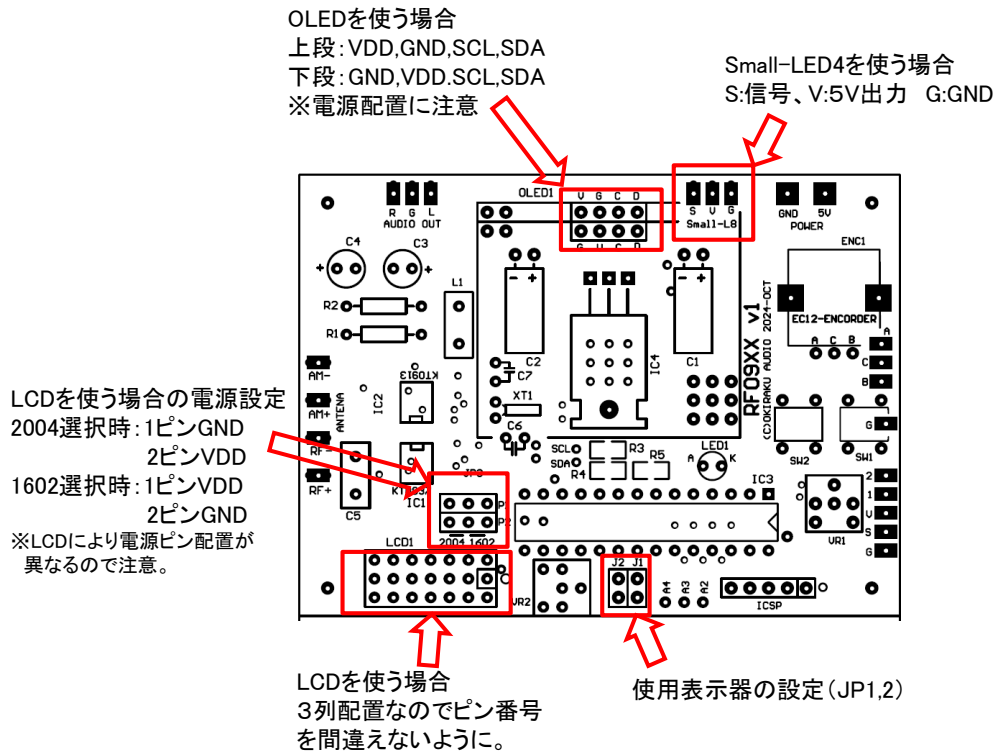 OLEDを使う場合
上段：VDD,GND,SCL,SDA
下段：GND,VDD.SCL,SDA
※電源配置に注意
Small-LED4を使う場合
S:信号、V:5V出力　G:GND
OLED1
V G C D
G V C D
S V G
Small-L8
R G L
AUDIO OUT
GND 5V
POWER
C4
C3
ENC1
L1
R2
R1
EC12-ENCORDER
A C B
A
C
B
RF09XX v1
(C)OKIRAKU AUDIO 2024-OCT
IC4
C2
C1
C7
XT1
C6
AM-
AM+
RF-
RF+
ANTENA
IC2
KT0913
IC1
C5
LCDを使う場合の電源設定
2004選択時：1ピンGND
2ピンVDD
1602選択時：1ピンVDD
2ピンGND
※LCDにより電源ピン配置が
異なるので注意。
SCL
SDA
R3
R4
R5
LED1
A K
IC3
SW2
SW1
G
2
1
V
S
G
VR1
P1
P2
2004 1602
LCD1
VR2
J2 J1
A4
A3
A2
ICSP
LCDを使う場合
３列配置なのでピン番号
を間違えないように。
使用表示器の設定（JP1,2）